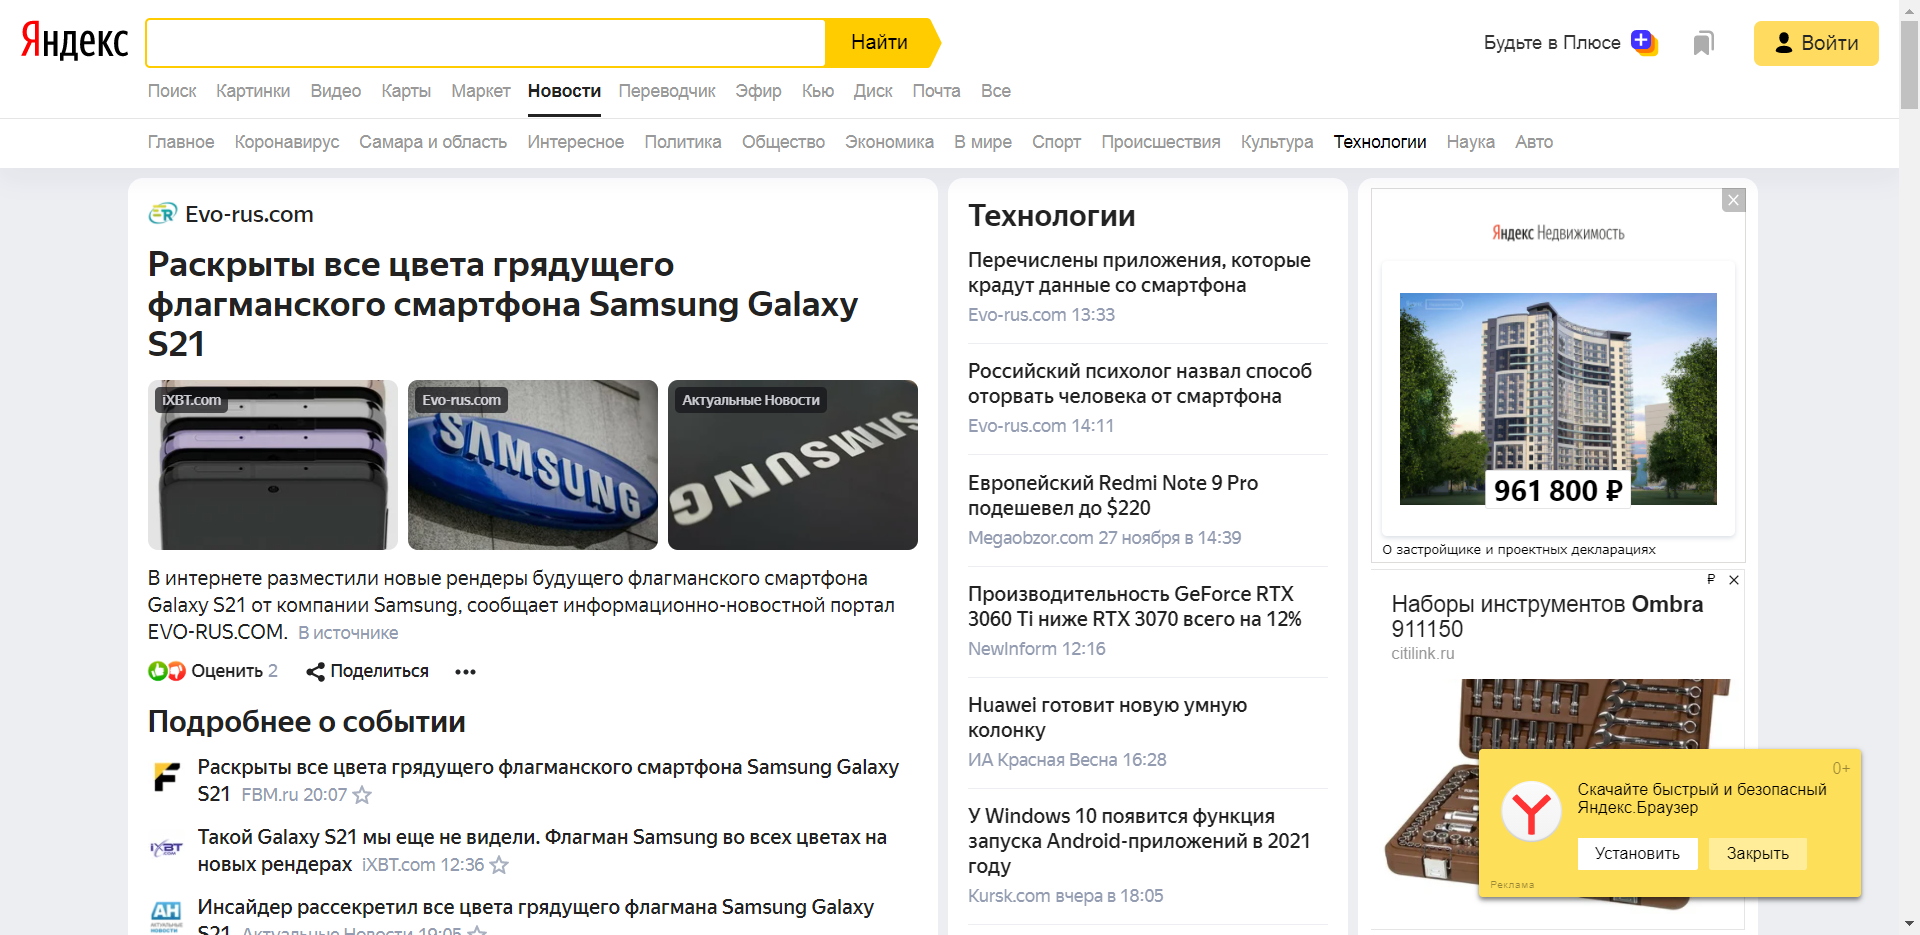 Яндекс
Найти
Будьте в Плюсе
Войти
Поиск Картинки Видео Карты Маркет Новости Переводчик Эфир Кью Диск Почта Все
Главное Коронавирус Самара и область Интересное Политика Общество Экономика В мире Спорт Происшествия Культура Технологии Наука Авто
Evo-rus.com
Раскрыты все цвета грядущего
флагманского смартфона Samsung Galaxy
S21
iXBT.com
Evo-rus.com
SAMSUNG
Актуальные Новости
SAMSUNG
В интернете разместили новые рендеры будущего флагманского смартфона
Galaxy S21 от компании Samsung, сообщает информационно-новостной портал
EVO-RUS.COM. В источнике
Оценить 2 Поделиться
Подробнее о событии
Раскрыты все цвета грядущего флагманского смартфона Samsung Galaxy
S21 FBM.ru 20:07
iXBT
.COM
Такой Galaxy S21 мы еще не видели. Флагман Samsung во всех цветах на
новых рендерах iXBT.com 12:36
АН
АКТУАЛЬНЫЕ
НОВОСТИ
Инсайдер рассекретил все цвета грядущего флагмана Samsung Galaxy
S21 Актуальные Новости 19:05
Технологии
Перечислены приложения, которые
крадут данные со смартфона
Evo-rus.com 13:33
Российский психолог назвал способ
оторвать человека от смартфона
Evo-rus.com 14:11
Европейский Redmi Note 9 Pro
подешевел до $220
Megaobzor.com 27 ноября в 14:39
Производительность GeForce RTX
3060 Ti ниже RTX 3070 всего на 12%
NewInform 12:16
Huawei готовит новую умную
колонку
ИА Красная Весна 16:28
У Windows 10 появится функция
запуска Android-приложений в 2021
году
Kursk.com вчера в 18:05
Яндекс Недвижимость
961 800 ₽
О застройщике и проектных декларациях
₽
Наборы инструментов Ombra
911150
citilink.ru
0+
Скачайте быстрый и безопасный
Яндекс.Браузер
Установить Закрыть
Реклама